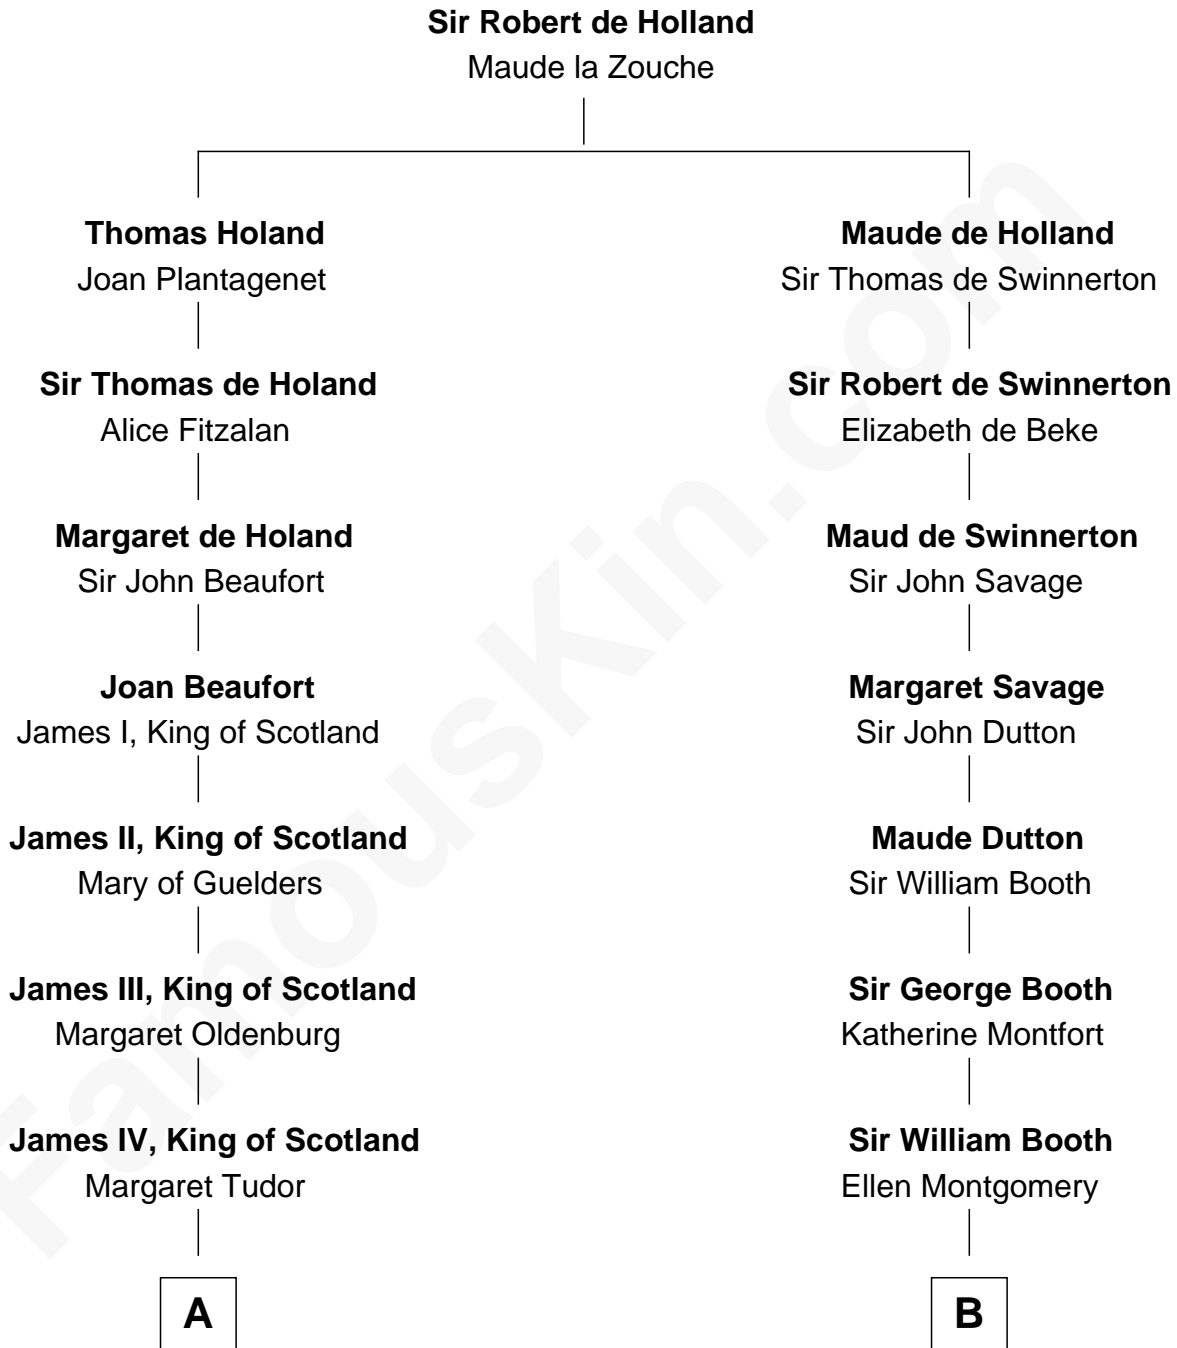 Sir Robert de Holland
Maude la Zouche
Thomas Holand
Joan Plantagenet
Sir Thomas de Holand
Alice Fitzalan
Margaret de Holand
Sir John Beaufort
Joan Beaufort
James I, King of Scotland
James II, King of Scotland
Mary of Guelders
James III, King of Scotland
Margaret Oldenburg
James IV, King of Scotland
Margaret Tudor
A
Maude de Holland
Sir Thomas de Swinnerton
Sir Robert de Swinnerton
Elizabeth de Beke
Maud de Swinnerton
Sir John Savage
Margaret Savage
Sir John Dutton
Maude Dutton
Sir William Booth
Sir George Booth
Katherine Montfort
Sir William Booth
Ellen Montgomery
B
FamousKin.com